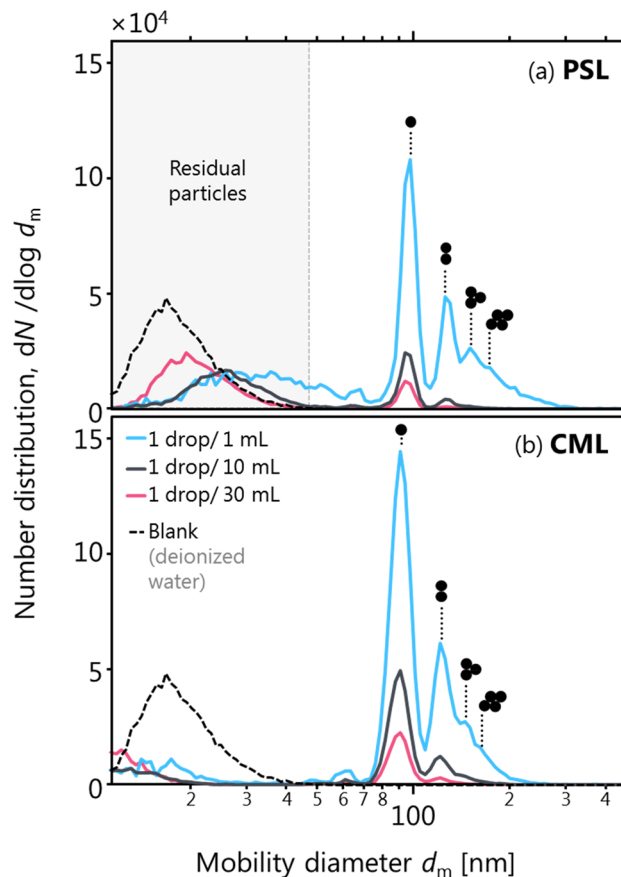 ×10⁴
15
10
5
0
(a) PSL
Residual
particles
Number distribution, dN /dlog dm
15
10
5
0
(b) CML
1 drop/ 1 mL
1 drop/ 10 mL
1 drop/ 30 mL
Blank
(deionized
water)
2 3 4 5 6 7 8 100 2 3 4
Mobility diameter dm [nm]